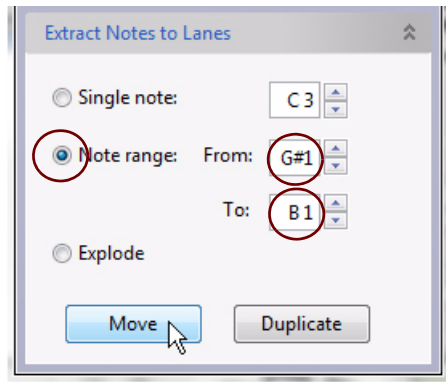 Extract Notes to Lanes
Single note: C 3
Note range: From: G#1
To: B 1
Explode
Move Duplicate